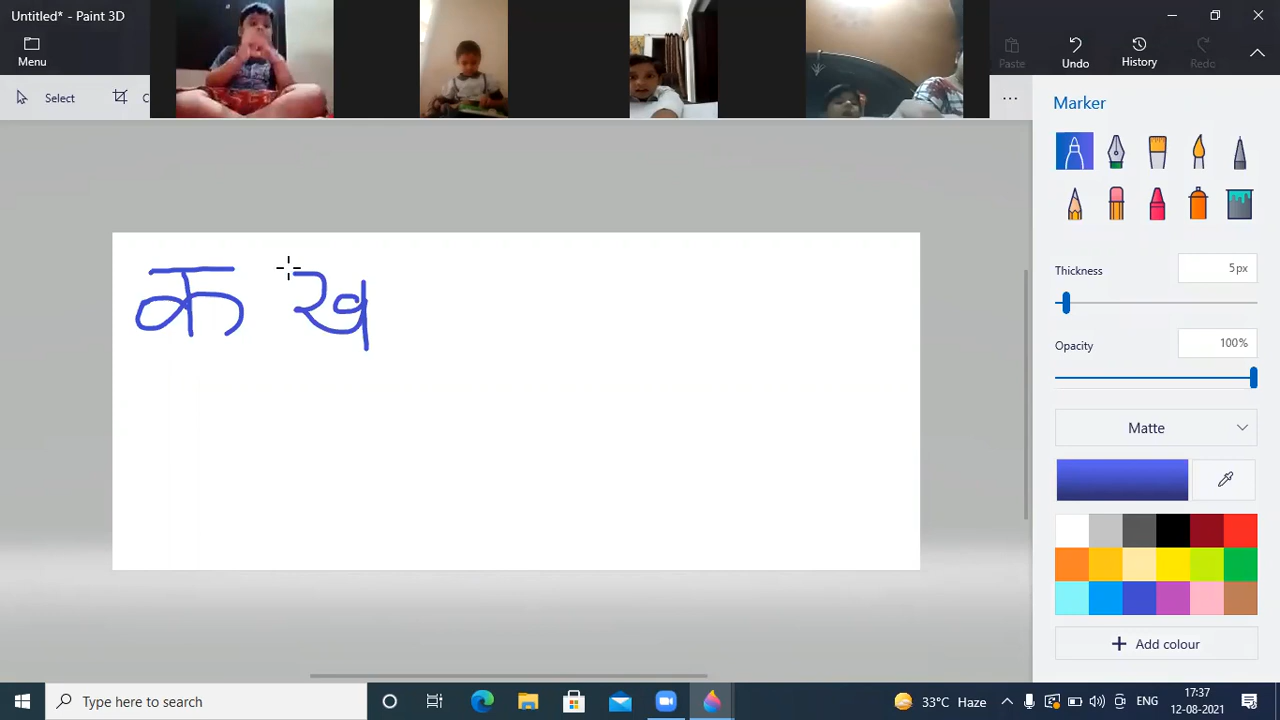 Untitled* - Paint 3D
Menu
Paste
Undo
History
Redo
Select
C
...
Marker
Thickness
5px
Opacity
100%
Matte
Add colour
क ख
Type here to search
33°C Haze
ENG
17:37
12-08-2021